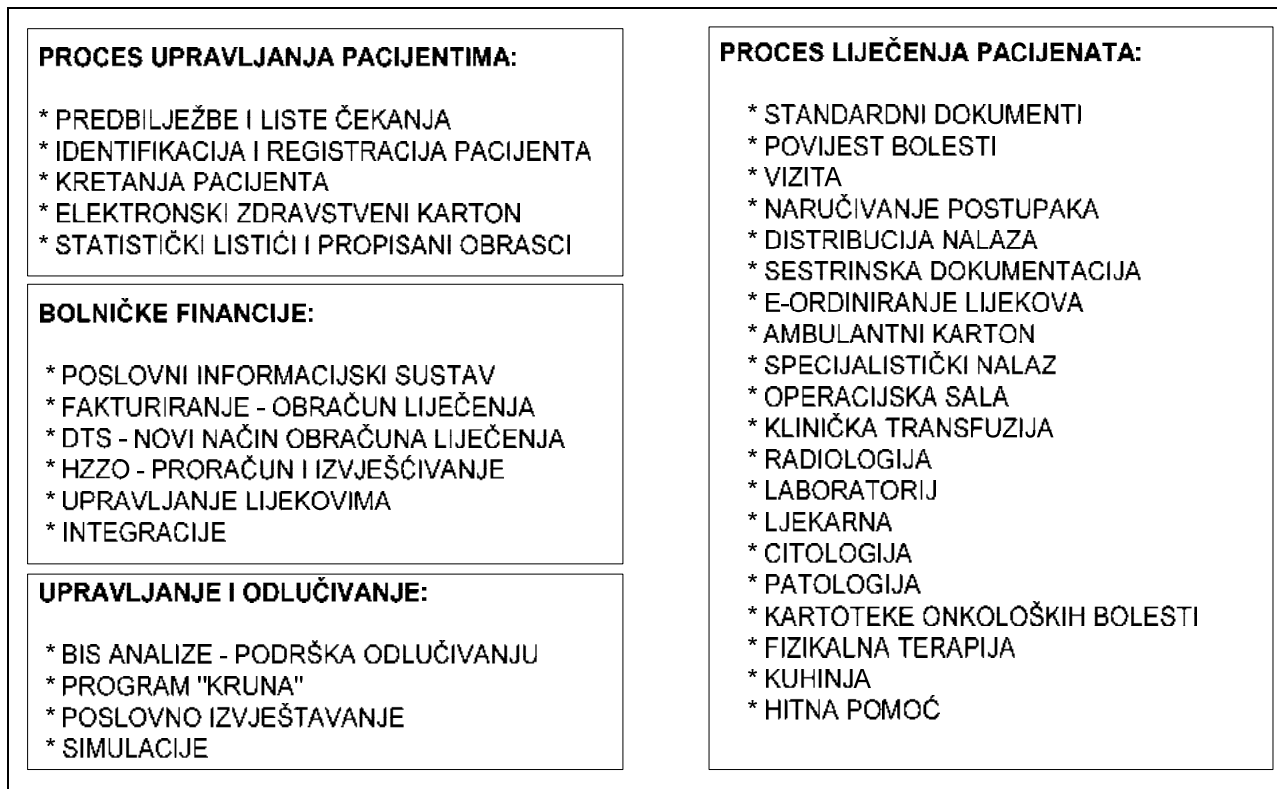 PROCES UPRAVLJANJA PACIJENTIMA:
* PREDBILJEŽBE I LISTE ČEKANJA
* IDENTIFIKACIJA I REGISTRACIJA PACIJENTA
* KRETANJA PACIJENTA
* ELEKTRONSKI ZDRAVSTVENI KARTON
* STATISTIČKI LISTIĆI I PROPISANI OBRASCI
BOLNIČKE FINANCIJE:
* POSLOVNI INFORMACIJSKI SUSTAV
* FAKTURIRANJE - OBRAČUN LIJEČENJA
* DTS - NOVI NAČIN OBRAČUNA LIJEČENJA
* HZZO - PRORAČUN I IZVJEŠĆIVANJE
* UPRAVLJANJE LIJEKOVIMA
* INTEGRACIJE
UPRAVLJANJE I ODLUČIVANJE:
* BIS ANALIZE - PODRŠKA ODLUČIVANJU
* PROGRAM "KRUNA"
* POSLOVNO IZVJEŠTAVANJE
* SIMULACIJE
PROCES LIJEČENJA PACIJENATA:
* STANDARDNI DOKUMENTI
* POVIJEST BOLESTI
* VIZITA
* NARUČIVANJE POSTUPAKA
* DISTRIBUCIJA NALAZA
* SESTRINSKA DOKUMENTACIJA
* E-ORDINIRANJE LIJEKOVA
* AMBULANTNI KARTON
* SPECIJALISTIČKI NALAZ
* OPERACIJSKA SALA
* KLINIČKA TRANSFUZIJA
* RADIOLOGIJA
* LABORATORIJ
* LJEKARNA
* CITOLOGIJA
* PATOLOGIJA
* KARTOTEKE ONKOLOŠKIH BOLESTI
* FIZIKALNA TERAPIJA
* KUHINJA
* HITNA POMOĆ